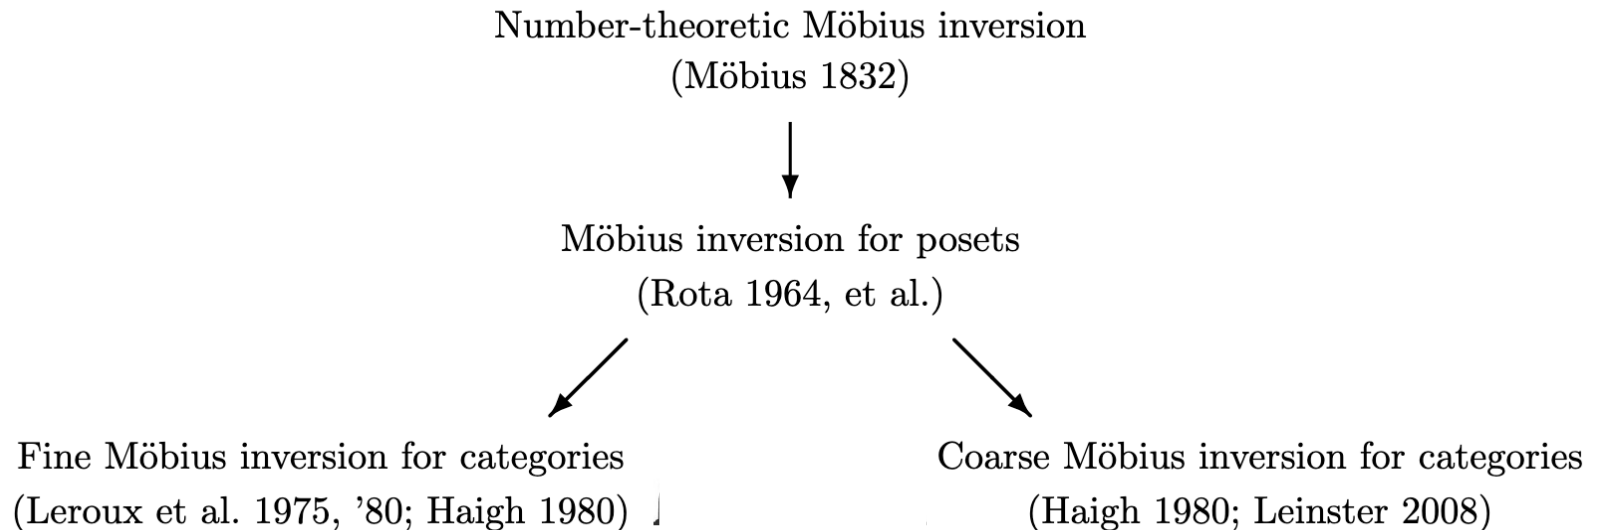 Number-theoretic Möbius inversion
(Möbius 1832)
Möbius inversion for posets
(Rota 1964, et al.)
Fine Möbius inversion for categories
(Leroux et al. 1975, ’80; Haigh 1980)
Coarse Möbius inversion for categories
(Haigh 1980; Leinster 2008)